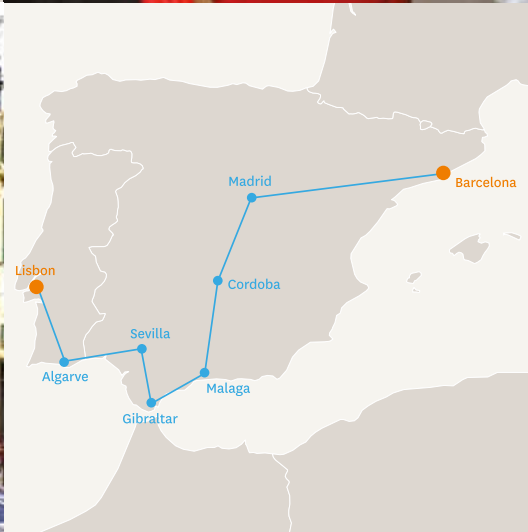 Madrid
Barcelona
Lisbon
Cordoba
Sevilla
Algarve
Malaga
Gibraltar